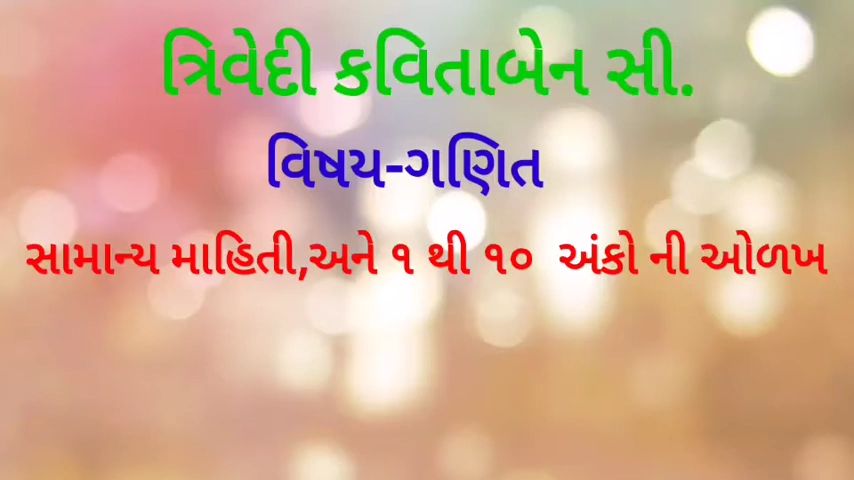 ત્રિવેદી કવિતાબેન સી.
વિષય-ગણિત
સામાન્ય માહિતી,અને ૧ થી ૧૦ અંકો ની ઓળખ